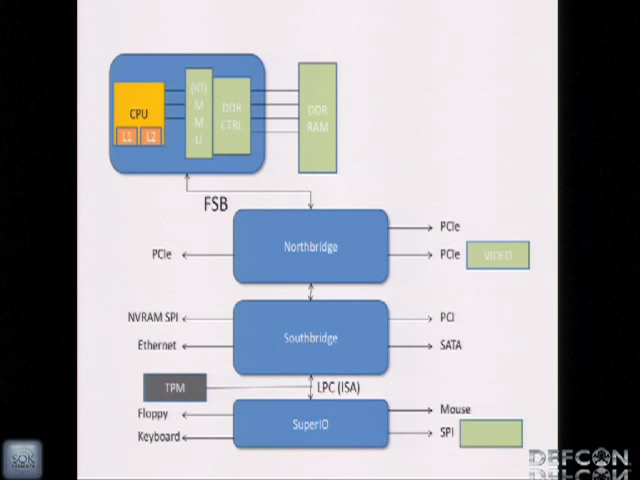 CPU
L1
L2
(IO)
M
M
U
DDR
CTRL
DDR
RAM
FSB
Northbridge
PCIe
PCIe
PCIe
VIDEO
Southbridge
NVRAM SPI
Ethernet
PCI
SATA
TPM
LPC (ISA)
SuperIO
Floppy
Keyboard
Mouse
SPI
SOK
DEFCON